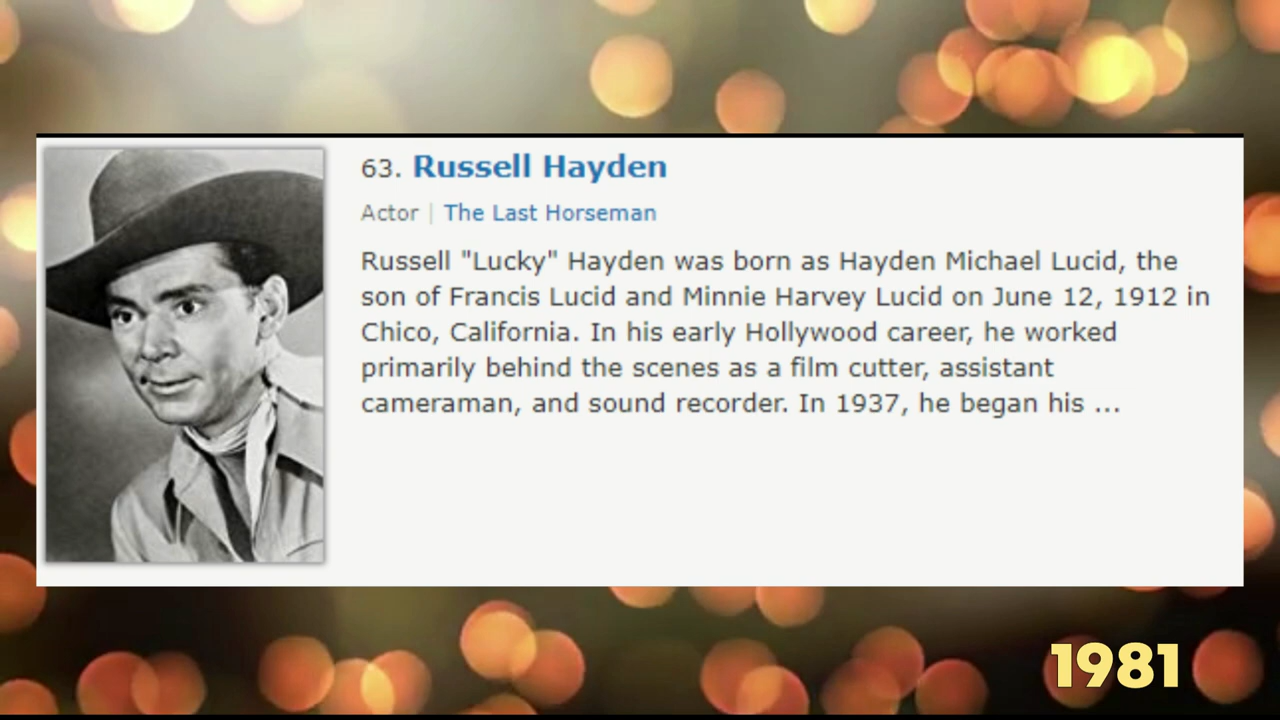 63. Russell Hayden
Actor | The Last Horseman
Russell "Lucky" Hayden was born as Hayden Michael Lucid, the
son of Francis Lucid and Minnie Harvey Lucid on June 12, 1912 in
Chico, California. In his early Hollywood career, he worked
primarily behind the scenes as a film cutter, assistant
cameraman, and sound recorder. In 1937, he began his ...
1981